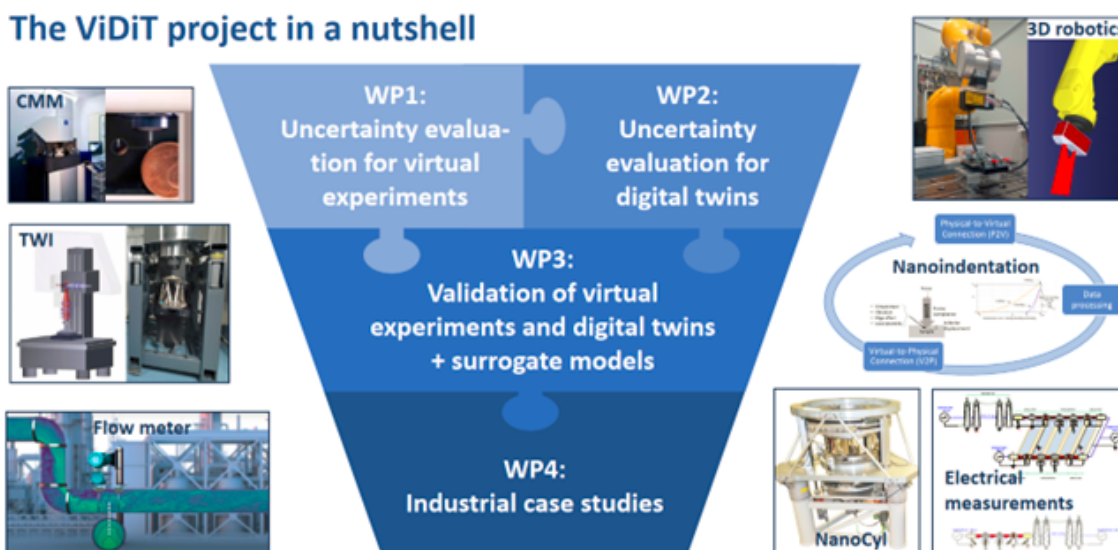 The ViDiT project in a nutshell
CMM
WP1:
Uncertainty evalua-
tion for virtual
experiments
WP2:
Uncertainty
evaluation for
digital twins
3D robotics
TWI
WP3:
Validation of virtual
experiments and digital twins
+ surrogate models
Physical-to-Virtual
Connection (P2V)
Nanoindentation
Data
processing
Virtual-to-Physical
Connection (V2P)
Flow meter
WP4:
Industrial case studies
NanoCyl
Electrical
measurements